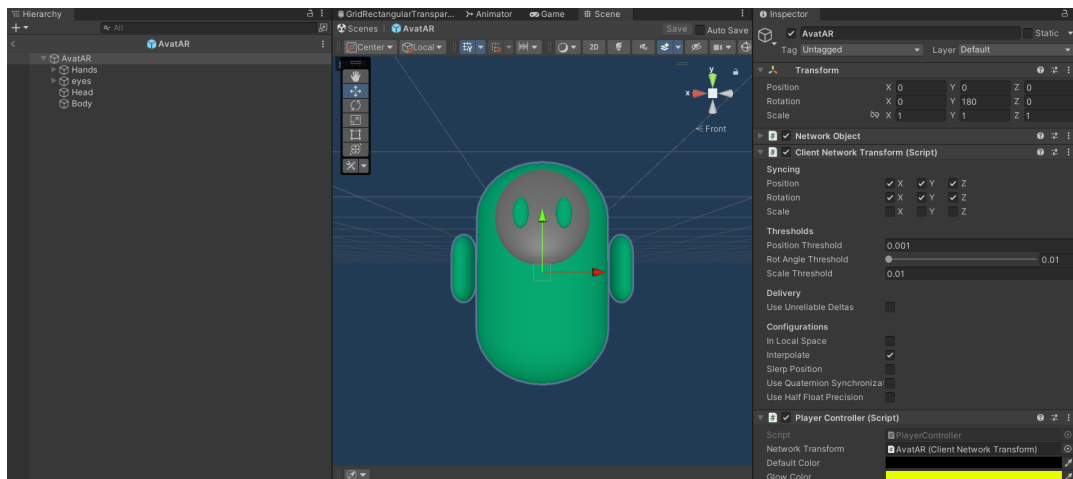 Hierarchy
All
AvatAR
AvatAR
Hands
eyes
Head
Body
GridRectangularTranspar...
Animator
Game
Scene
Scenes
AvatAR
Save
Auto Save
Center
Local
2D
y
x
Front
Inspector
AvatAR
Static
Tag Untagged
Layer Default
Transform
Position X 0 Y 0 Z 0
Rotation X 0 Y 180 Z 0
Scale X 1 Y 1 Z 1
Network Object
Client Network Transform (Script)
Syncing
Position X Y Z
Rotation X Y Z
Scale X Y Z
Thresholds
Position Threshold 0.001
Rot Angle Threshold 0.01
Scale Threshold 0.01
Delivery
Use Unreliable Deltas
Configurations
In Local Space
Interpolate
Slerp Position
Use Quaternion Synchronizat
Use Half Float Precision
Player Controller (Script)
Script PlayerController
Network Transform AvatAR (Client Network Transform)
Default Color
Glow Color